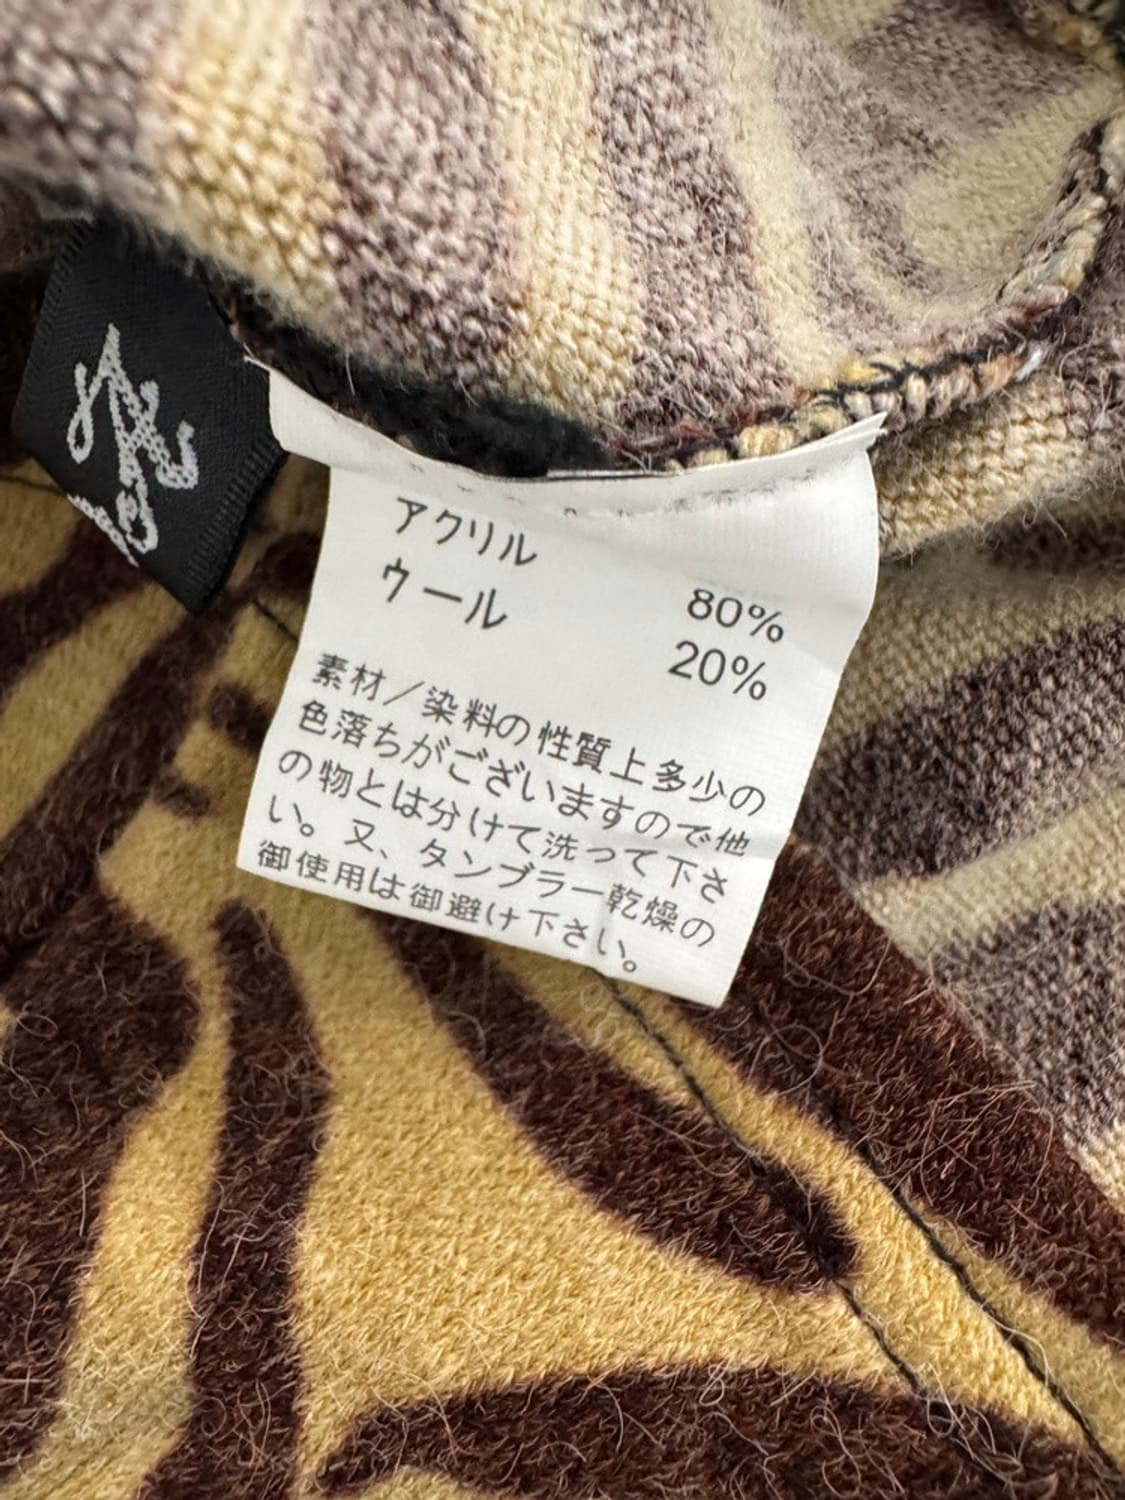 アクリル 80%
ウール 20%
素材／染料の性質上多少の
色落ちがございますので他
の物とは分けて洗って下さ
い。又、タンブラー乾燥の
御使用は御避け下さい。